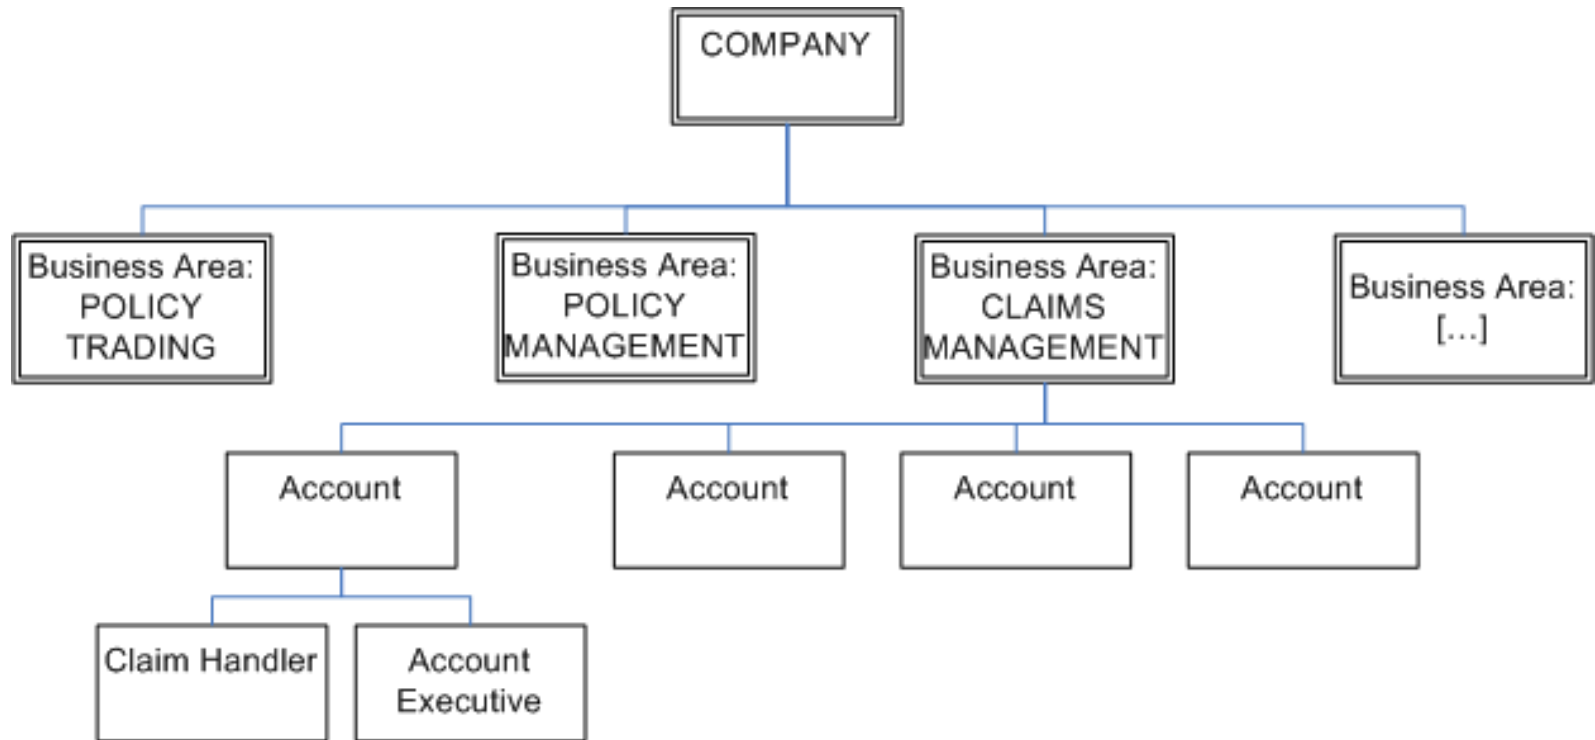 COMPANY
Business Area:
POLICY
TRADING
Business Area:
POLICY
MANAGEMENT
Business Area:
CLAIMS
MANAGEMENT
Business Area:
[...]
Account
Account
Account
Account
Claim Handler
Account
Executive